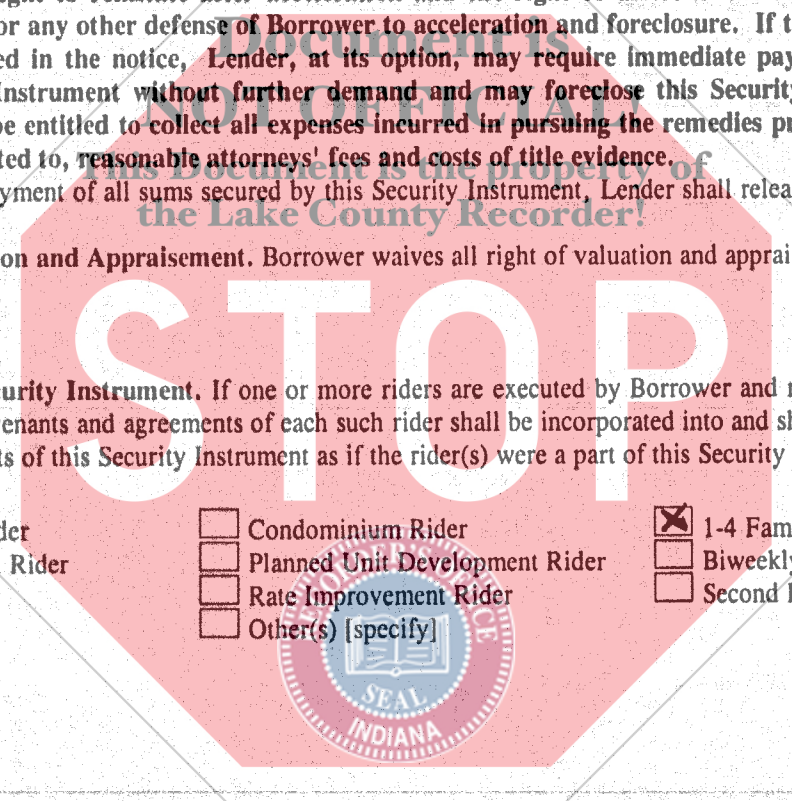 or any other defense of Borrower to acceleration and foreclosure. If t
ed in the notice, Lender, at its option, may require immediate pay
Instrument without further demand and may foreclose this Security
be entitled to collect all expenses incurred in pursuing the remedies pr
ted to, reasonable attorneys' fees and costs of title evidence.
yment of all sums secured by this Security Instrument, Lender shall relea
on and Appraisement. Borrower waives all right of valuation and apprai
curity Instrument. If one or more riders are executed by Borrower and r
venants and agreements of each such rider shall be incorporated into and sh
ts of this Security Instrument as if the rider(s) were a part of this Security
der
Condominium Rider
1-4 Fam
Rider
Planned Unit Development Rider
Biweekly
Rate Improvement Rider
Second
Other(s) [specify]
Document is
NOT OFFICIAL!
This Document is the property of
the Lake County Recorder!
STOP
RECORDER'S OFFICE
SEAL
INDIANA